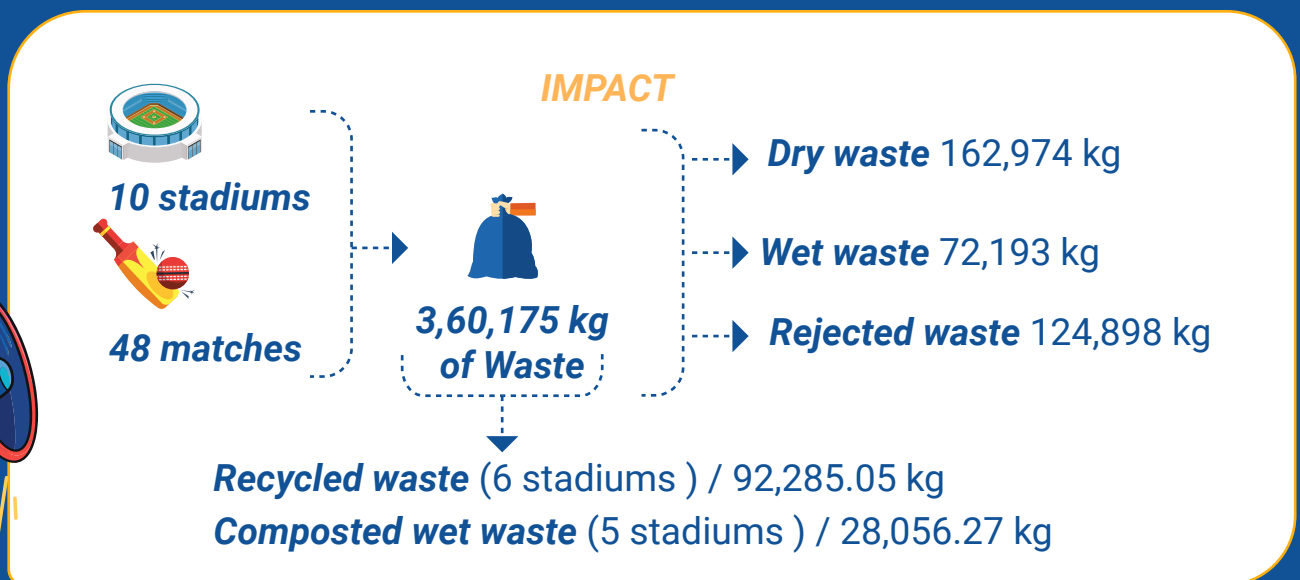 IMPACT
10 stadiums
48 matches
3,60,175 kg
of Waste
Dry waste 162,974 kg
Wet waste 72,193 kg
Rejected waste 124,898 kg
Recycled waste (6 stadiums ) / 92,285.05 kg
Composted wet waste (5 stadiums ) / 28,056.27 kg